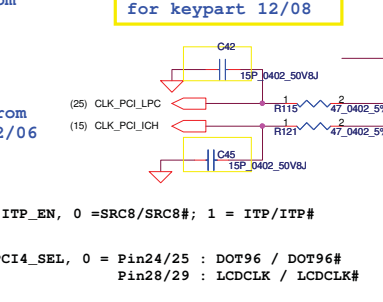 om
for keypart 12/08
C42
15P_0402_50V8J
(25) CLK_PCI_LPC
1 2
R115 47_0402_5%
rom
(15) CLK_PCI_ICH
1 2
2/06
R121 47_0402_5%
C45
15P_0402_50V8J
ITP_EN, 0 =SRC8/SRC8#; 1 = ITP/ITP#
PCI4_SEL, 0 = Pin24/25 : DOT96 / DOT96#
Pin28/29 : LCDCLK / LCDCLK#